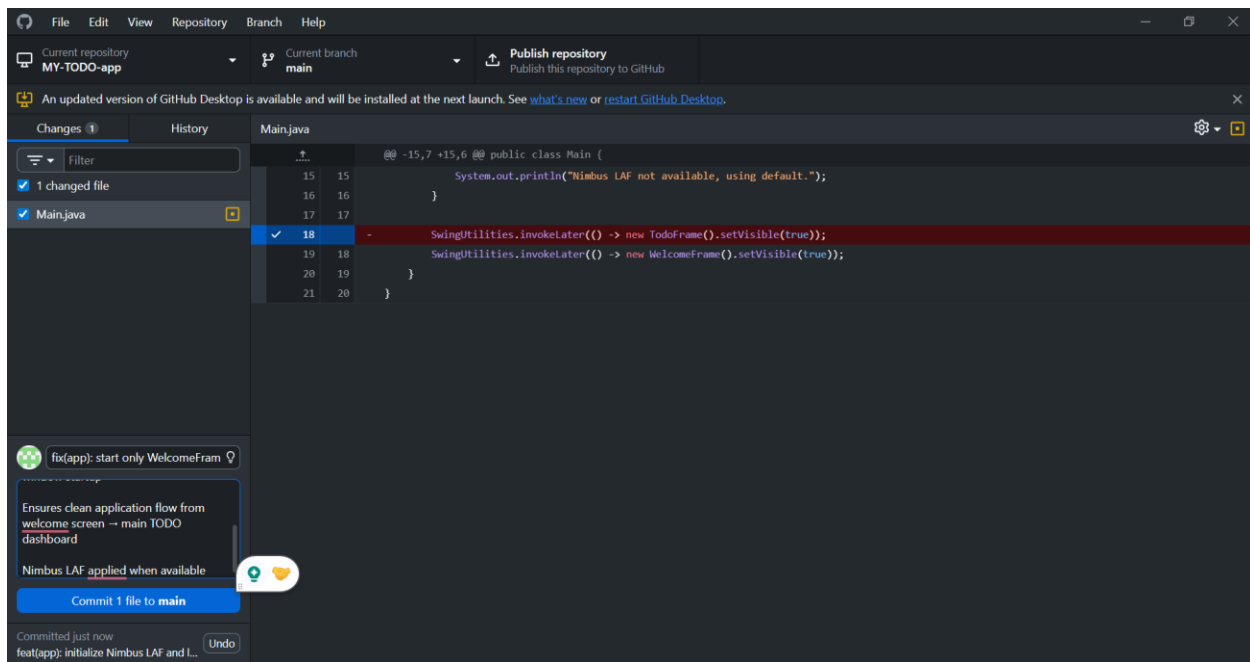 File Edit View Repository Branch Help
Current repository
MY-TODO-app
Current branch
main
Publish repository
Publish this repository to GitHub
An updated version of GitHub Desktop is available and will be installed at the next launch. See what's new or restart GitHub Desktop.
Changes 1 History
Main.java
Filter
1 changed file
Main.java
@@ -15,7 +15,6 @@ public class Main {
15 15 System.out.println("Nimbus LAF not available, using default.");
16 16 }
17 17
18 - SwingUtilities.invokeLater(() -> new TodoFrame().setVisible(true));
19 18 SwingUtilities.invokeLater(() -> new WelcomeFrame().setVisible(true));
20 19 }
21 20 }
fix(app): start only WelcomeFram
Ensures clean application flow from
welcome screen → main TODO
dashboard
Nimbus LAF applied when available
Commit 1 file to main
Committed just now
feat(app): initialize Nimbus LAF and l...
Undo